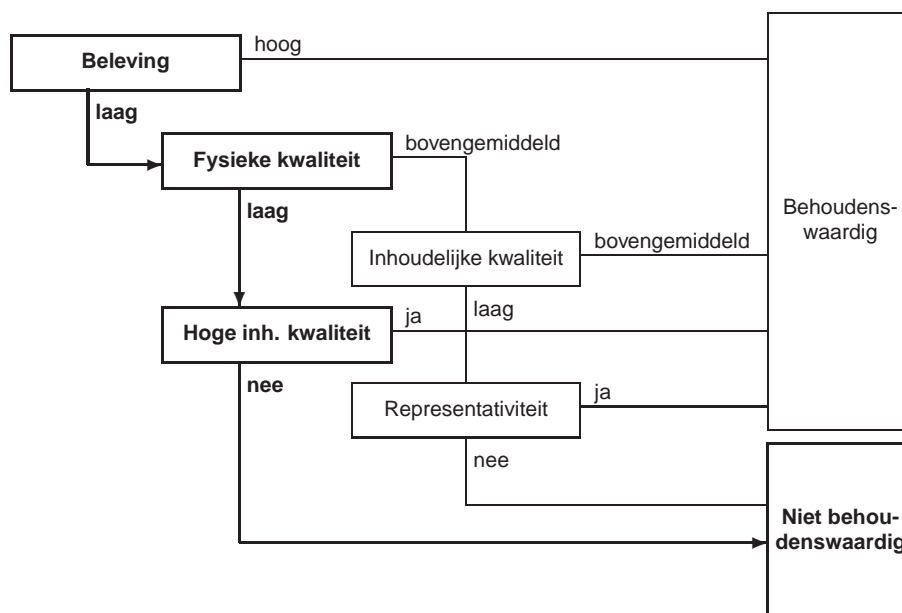 hoog
Beleving
laag
bovengemiddeld
Fysieke kwaliteit
laag
Behoudens-
waardig
bovengemiddeld
Inhoudelijke kwaliteit
laag
ja
Hoge inh. kwaliteit
nee
ja
Representativiteit
nee
Niet behou-
denswaardig